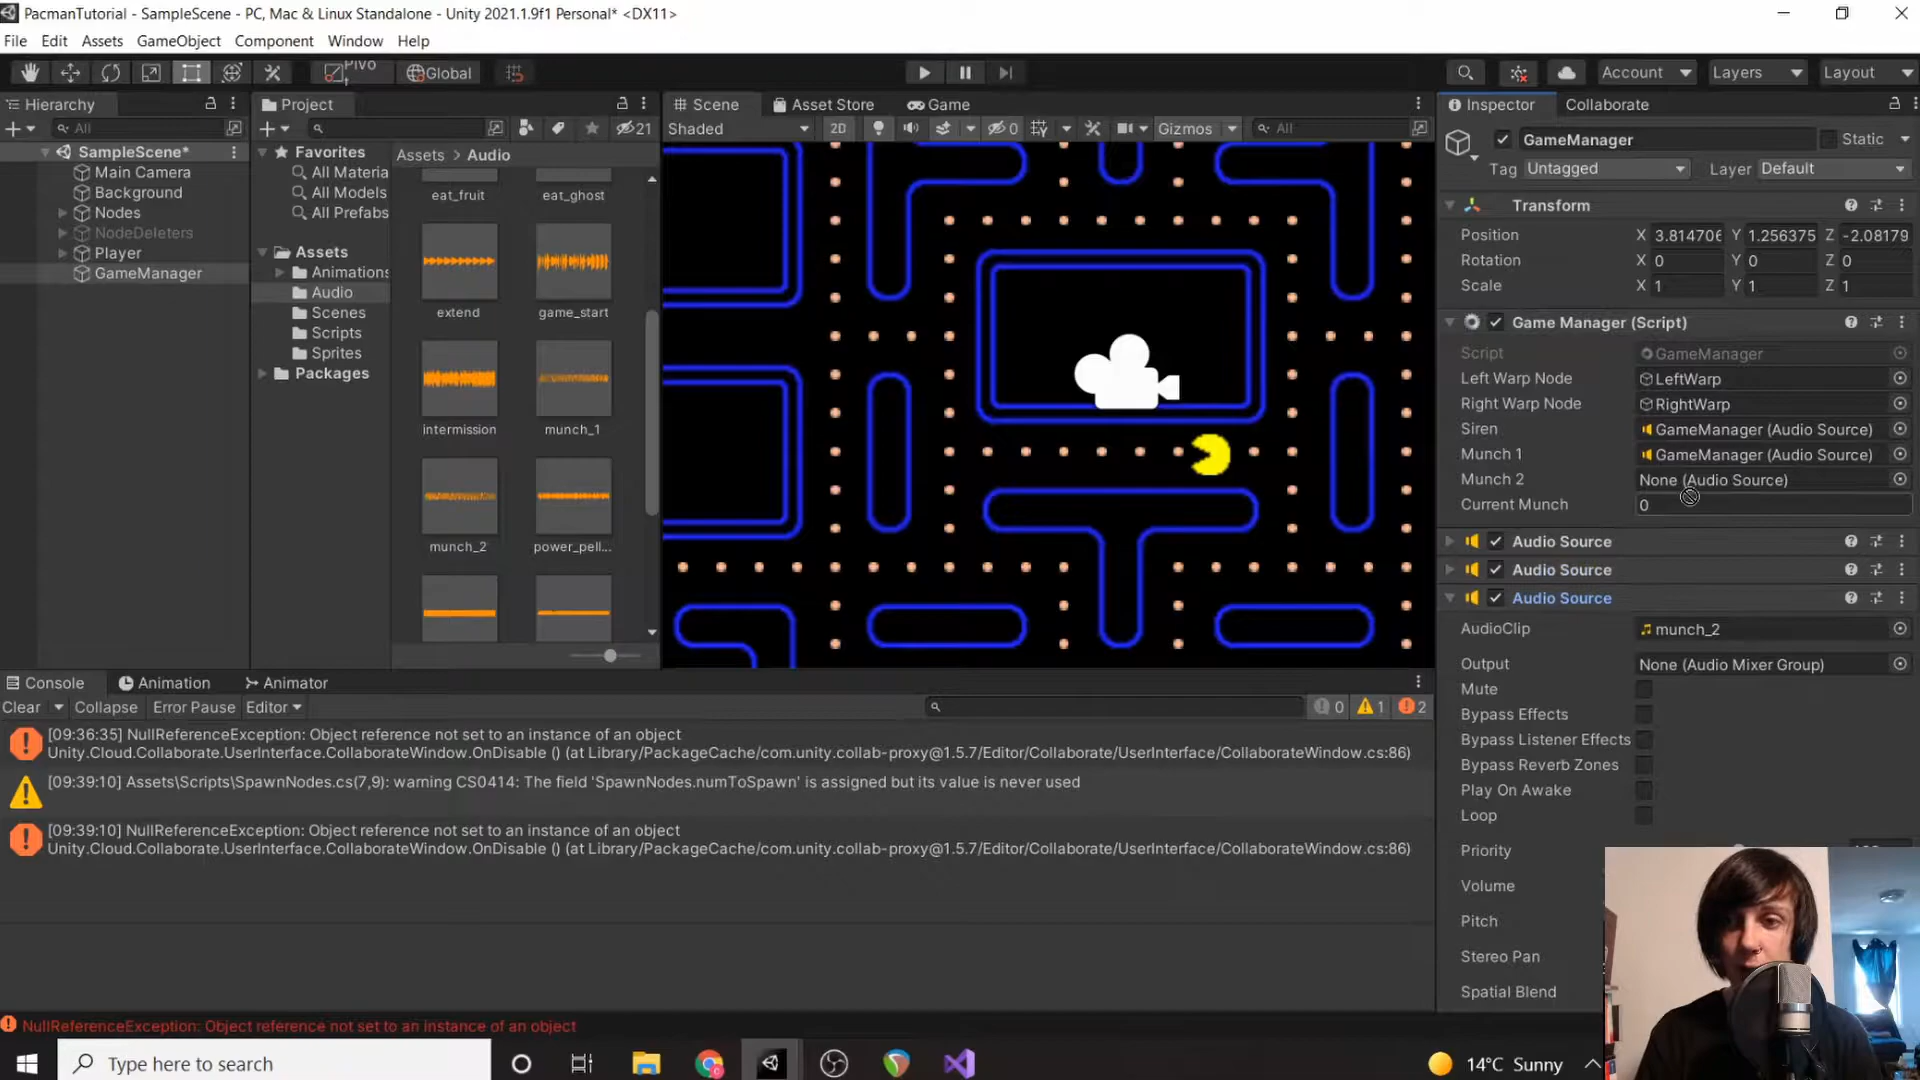 PacmanTutorial - SampleScene - PC, Mac & Linux Standalone - Unity 2021.1.9f1 Personal* <DX11>
File Edit Assets GameObject Component Window Help
Global
Account Layers Layout
Hierarchy
All
SampleScene*
Main Camera
Background
Nodes
NodeDeleters
Player
GameManager
Project
21
Favorites
All Materia
All Models
All Prefabs
Assets
Animations
Audio
Scenes
Scripts
Sprites
Packages
Assets > Audio
eat_fruit eat_ghost
extend game_start
intermission munch_1
munch_2 power_pell...
Scene Asset Store Game
Shaded 2D 0 Gizmos All
Inspector Collaborate
GameManager Static
Tag Untagged Layer Default
Transform
Position X 3.814706 Y 1.256375 Z -2.08179
Rotation X 0 Y 0 Z 0
Scale X 1 Y 1 Z 1
Game Manager (Script)
Script GameManager
Left Warp Node LeftWarp
Right Warp Node RightWarp
Siren GameManager (Audio Source)
Munch 1 GameManager (Audio Source)
Munch 2 None (Audio Source)
Current Munch 0
Audio Source
Audio Source
Audio Source
AudioClip munch_2
Output None (Audio Mixer Group)
Mute
Bypass Effects
Bypass Listener Effects
Bypass Reverb Zones
Play On Awake
Loop
Priority
Volume
Pitch
Stereo Pan
Spatial Blend
Console Animation Animator
Clear Collapse Error Pause Editor 0 1 2
[09:36:35] NullReferenceException: Object reference not set to an instance of an object
Unity.Cloud.Collaborate.UserInterface.CollaborateWindow.OnDisable () (at Library/PackageCache/com.unity.collab-proxy@1.5.7/Editor/Collaborate/UserInterface/CollaborateWindow.cs:86)
[09:39:10] Assets\Scripts\SpawnNodes.cs(7,9): warning CS0414: The field 'SpawnNodes.numToSpawn' is assigned but its value is never used
[09:39:10] NullReferenceException: Object reference not set to an instance of an object
Unity.Cloud.Collaborate.UserInterface.CollaborateWindow.OnDisable () (at Library/PackageCache/com.unity.collab-proxy@1.5.7/Editor/Collaborate/UserInterface/CollaborateWindow.cs:86)
NullReferenceException: Object reference not set to an instance of an object
Type here to search
14°C Sunny